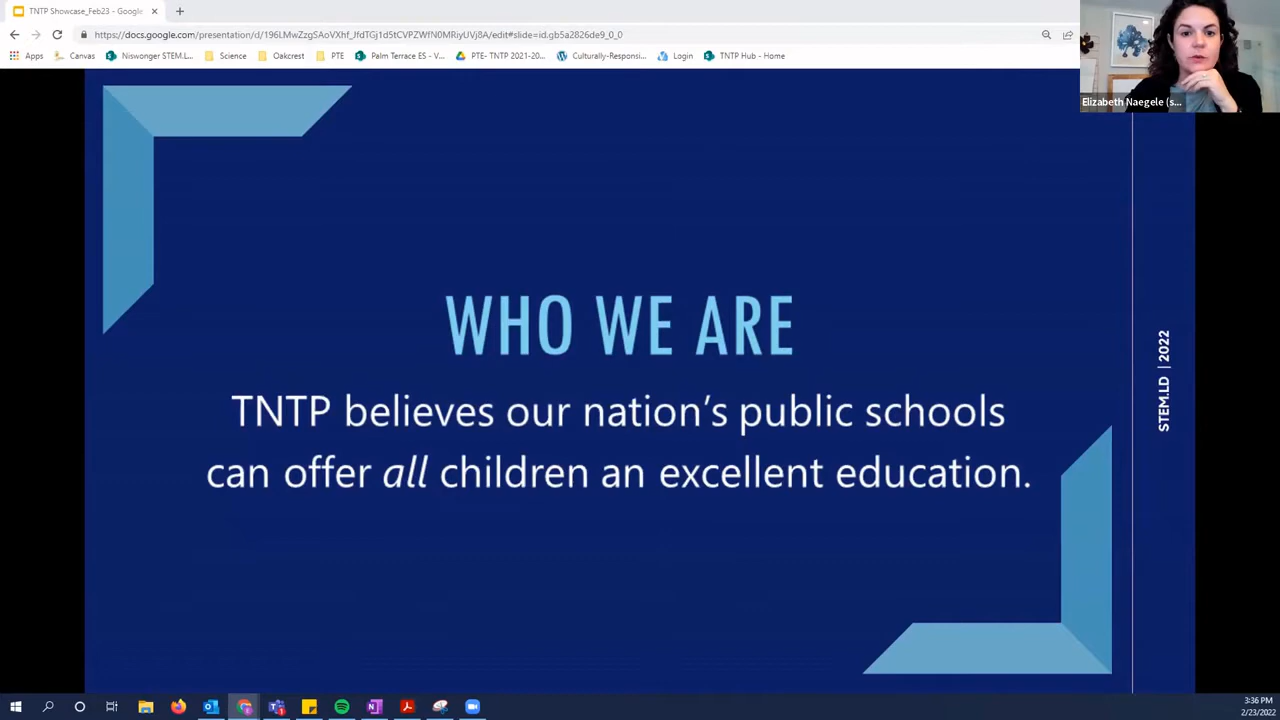 TNTP Showcase_Feb23 - Google
https://docs.google.com/presentation/d/196LMwZzgSAoVXhf_JfdTGj1d5tCVPZWfN0MRiyUVj8A/edit#slide=id.gb5a2826de9_0_0
Apps
Canvas
Niswonger STEM.L...
Science
Oakcrest
PTE
Palm Terrace ES - V...
PTE- TNTP 2021-20...
Culturally-Responsi...
Login
TNTP Hub - Home
Elizabeth Naegele (s...
WHO WE ARE
TNTP believes our nation's public schools
can offer all children an excellent education.
STEM.LD | 2022
3:36 PM
2/23/2022